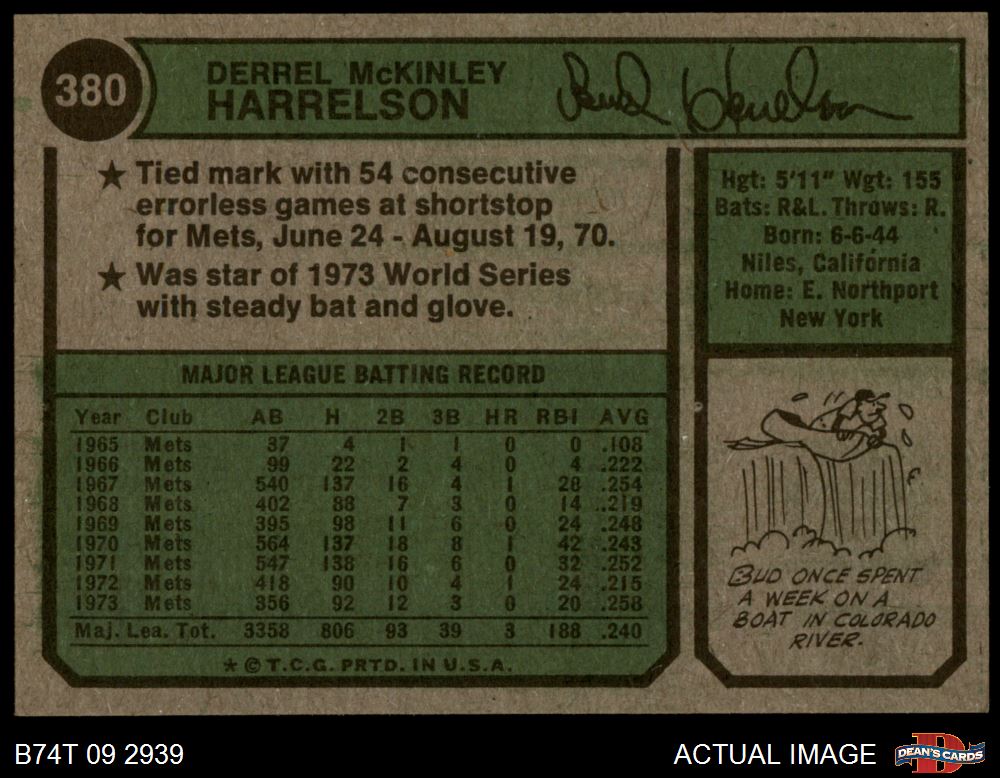 380
DERREL McKINLEY
HARRELSON
Bud Harrelson
★ Tied mark with 54 consecutive
errorless games at shortstop
for Mets, June 24 - August 19, 70.
★ Was star of 1973 World Series
with steady bat and glove.
Hgt: 5'11" Wgt: 155
Bats: R&L. Throws: R.
Born: 6-6-44
Niles, California
Home: E. Northport
New York
MAJOR LEAGUE BATTING RECORD
Year Club AB H 2B 3B HR RBI AVG
1965 Mets 37 4 1 1 0 0 .108
1966 Mets 99 22 2 4 0 4 .222
1967 Mets 540 137 16 4 1 28 .254
1968 Mets 402 88 7 3 0 14 .219
1969 Mets 395 98 11 6 0 24 .248
1970 Mets 564 137 18 8 1 42 .243
1971 Mets 547 138 16 6 0 32 .252
1972 Mets 418 90 10 4 1 24 .215
1973 Mets 356 92 12 3 0 20 .258
Maj. Lea. Tot. 3358 806 93 39 3 188 .240
★ © T.C.G. PRTD. IN U.S.A.
BUD ONCE SPENT
A WEEK ON A
BOAT IN COLORADO
RIVER.
B74T 09 2939
ACTUAL IMAGE
DEAN'S CARDS